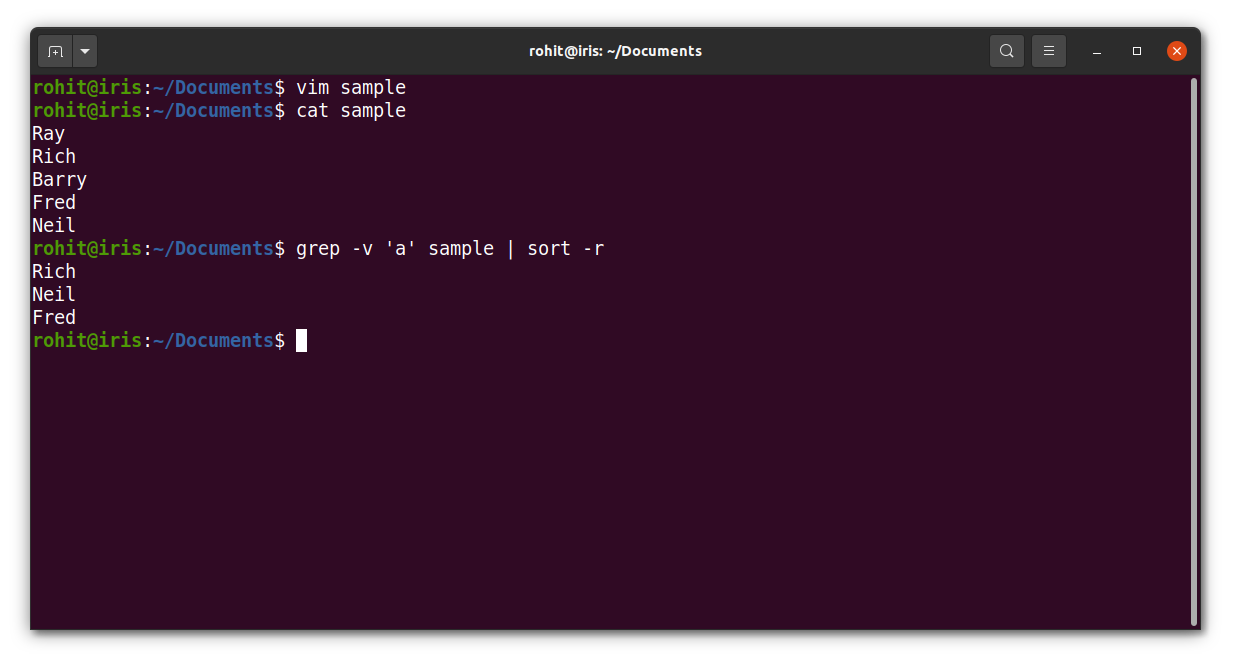 rohit@iris: ~/Documents
rohit@iris:~/Documents$ vim sample
rohit@iris:~/Documents$ cat sample
Ray
Rich
Barry
Fred
Neil
rohit@iris:~/Documents$ grep -v 'a' sample | sort -r
Rich
Neil
Fred
rohit@iris:~/Documents$